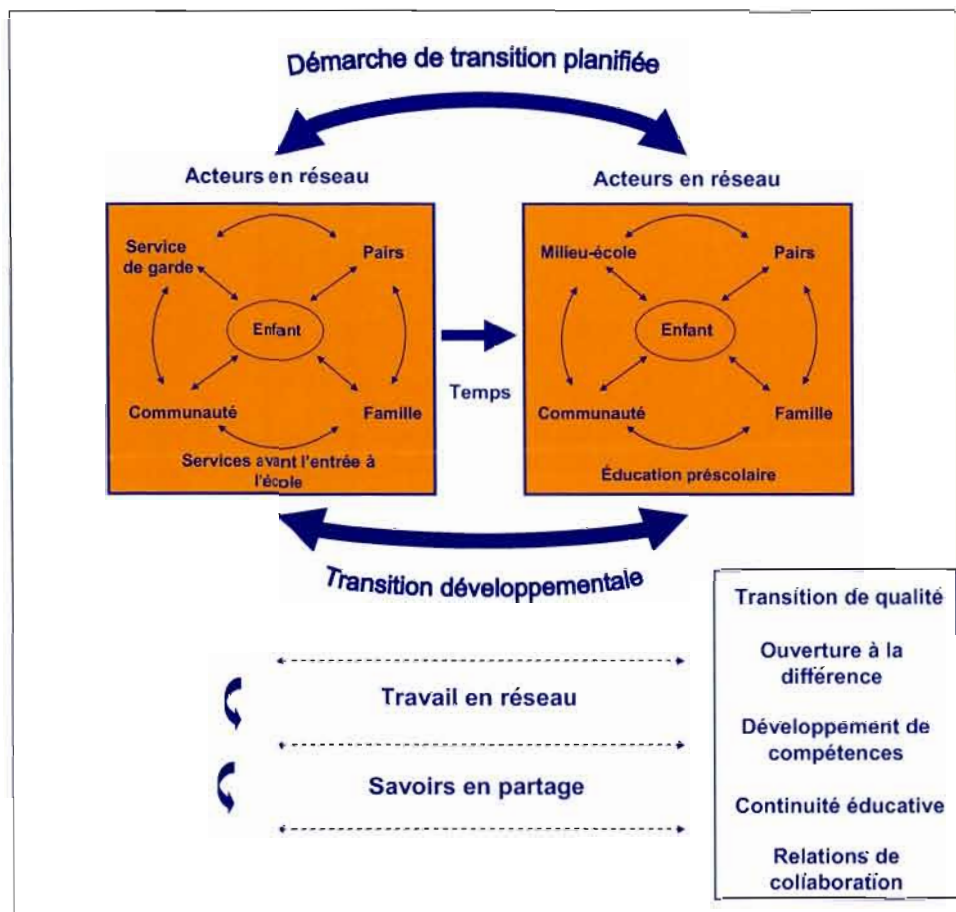 Démarche de transition planifiée
Acteurs en réseau
Acteurs en réseau
Service
de garde
Pairs
Enfant
Communauté
Famille
Services avant l'entrée à
l'école
Temps
Milieu-école
Pairs
Enfant
Communauté
Famille
Éducation préscolaire
Transition développementale
Travail en réseau
Savoirs en partage
Transition de qualité
Ouverture à la
différence
Développement de
compétences
Continuité éducative
Relations de
collaboration